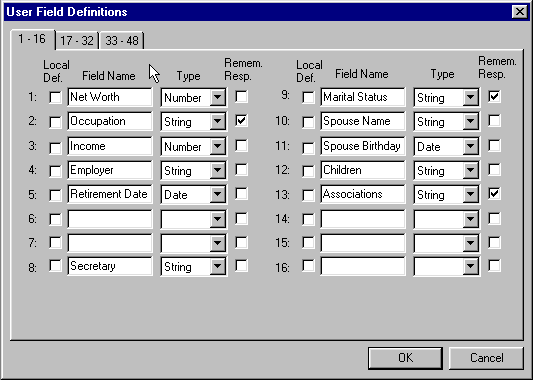 User Field Definitions
1 - 16 17 - 32 33 - 48
Local Def. Field Name Type Remem. Resp. Local Def. Field Name Type Remem. Resp.
1: Net Worth Number 9: Marital Status String
2: Occupation String 10: Spouse Name String
3: Income Number 11: Spouse Birthday Date
4: Employer String 12: Children String
5: Retirement Date Date 13: Associations String
6: 14:
7: 15:
8: Secretary String 16:
OK Cancel